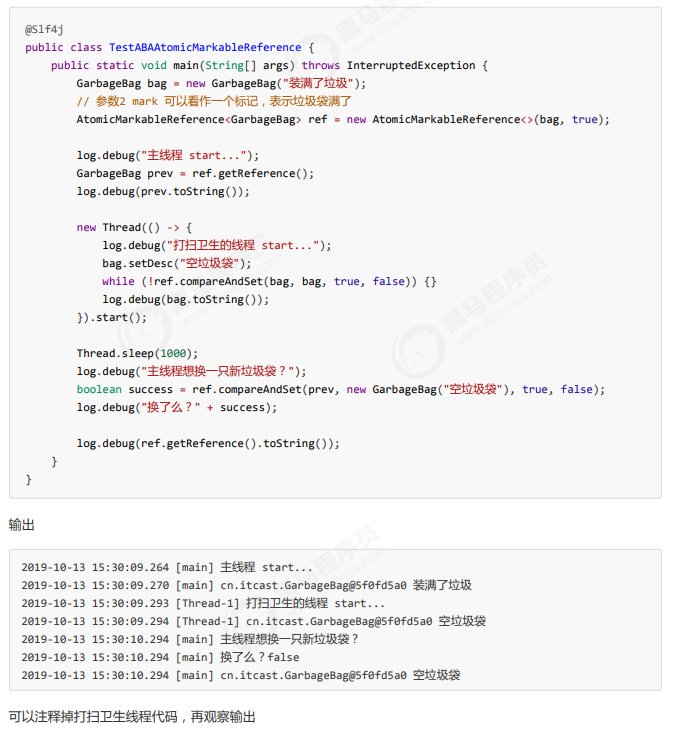 @Slf4j
public class TestABAAtomicMarkableReference {
    public static void main(String[] args) throws InterruptedException {
        GarbageBag bag = new GarbageBag("装满了垃圾");
        // 参数2 mark 可以看作一个标记，表示垃圾袋满了
        AtomicMarkableReference<GarbageBag> ref = new AtomicMarkableReference<>(bag, true);

        log.debug("主线程 start...");
        GarbageBag prev = ref.getReference();
        log.debug(prev.toString());

        new Thread(() -> {
            log.debug("打扫卫生的线程 start...");
            bag.setDesc("空垃圾袋");
            while (!ref.compareAndSet(bag, bag, true, false)) {}
            log.debug(bag.toString());
        }).start();

        Thread.sleep(1000);
        log.debug("主线程想换一只新垃圾袋？");
        boolean success = ref.compareAndSet(prev, new GarbageBag("空垃圾袋"), true, false);
        log.debug("换了么？" + success);

        log.debug(ref.getReference().toString());
    }
}
输出
2019-10-13 15:30:09.264 [main] 主线程 start...
2019-10-13 15:30:09.270 [main] cn.itcast.GarbageBag@5f0fd5a0 装满了垃圾
2019-10-13 15:30:09.293 [Thread-1] 打扫卫生的线程 start...
2019-10-13 15:30:09.294 [Thread-1] cn.itcast.GarbageBag@5f0fd5a0 空垃圾袋
2019-10-13 15:30:10.294 [main] 主线程想换一只新垃圾袋？
2019-10-13 15:30:10.294 [main] 换了么？false
2019-10-13 15:30:10.294 [main] cn.itcast.GarbageBag@5f0fd5a0 空垃圾袋
可以注释掉打扫卫生线程代码，再观察输出
黑马程序员
www.itheima.com